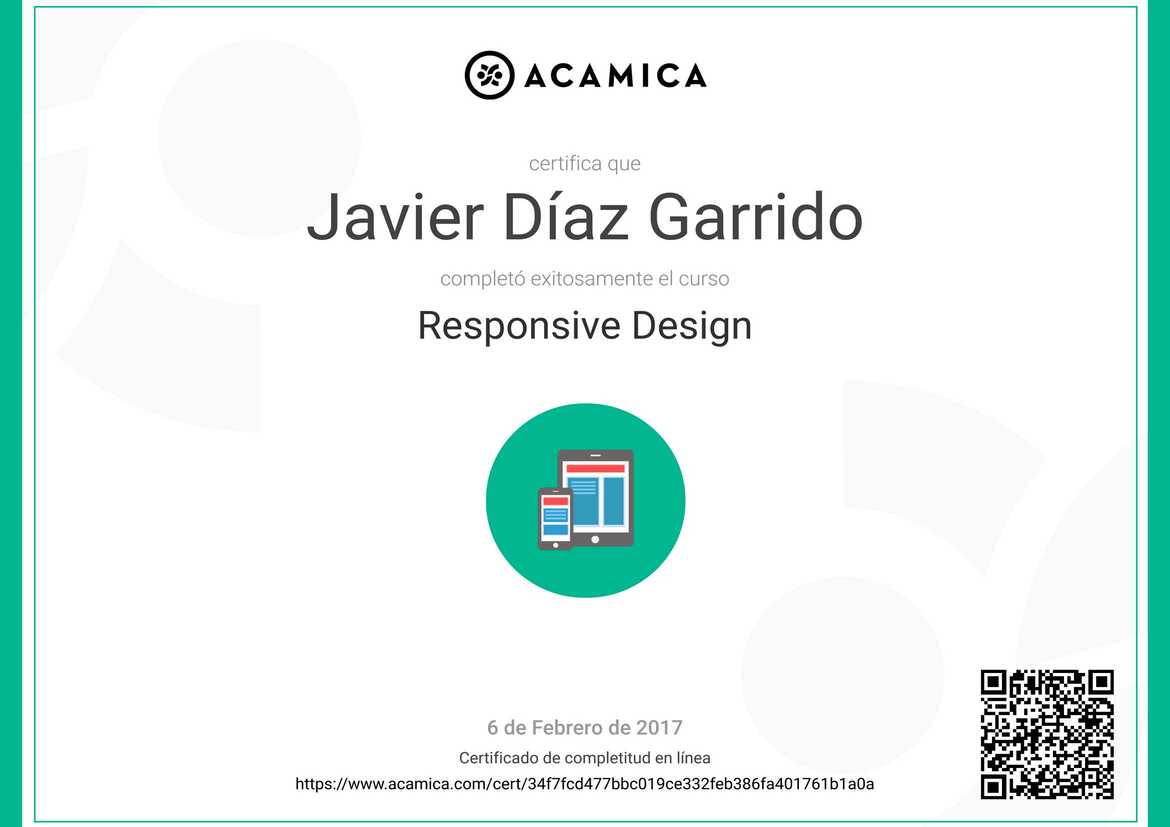 ACAMICA
certifica que
Javier Díaz Garrido
completó exitosamente el curso
Responsive Design
6 de Febrero de 2017
Certificado de completitud en línea
https://www.acamica.com/cert/34f7fcd477bbc019ce332feb386fa401761b1a0a